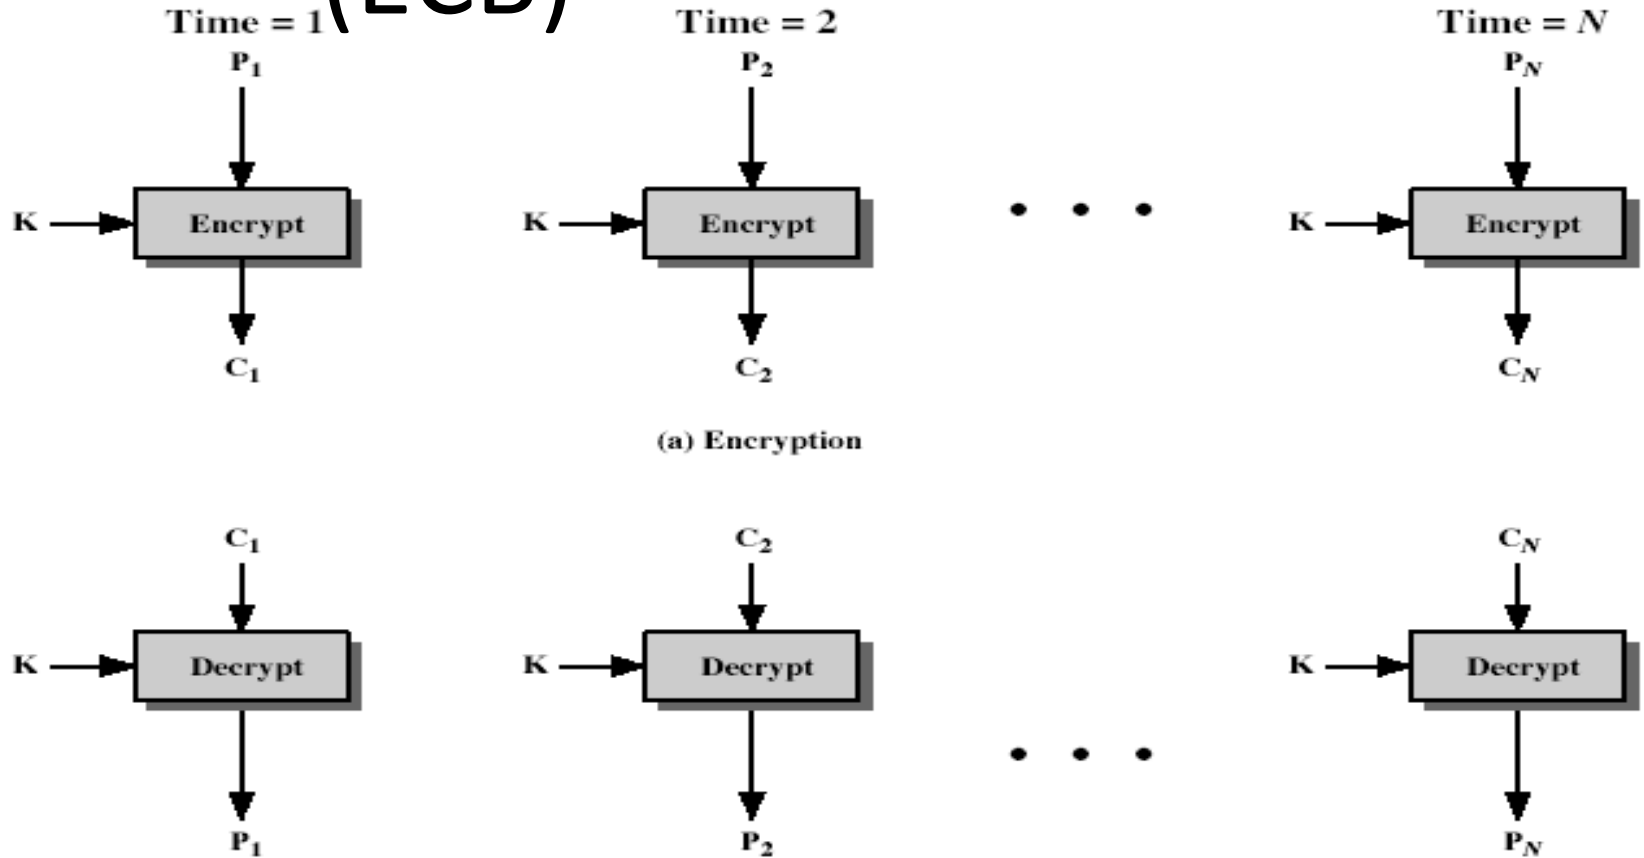 (ECB)
Time = 1 Time = 2 Time = N
P1 P2 PN
K Encrypt K Encrypt • • • K Encrypt
C1 C2 CN
(a) Encryption
C1 C2 CN
K Decrypt K Decrypt K Decrypt
• • •
P1 P2 PN